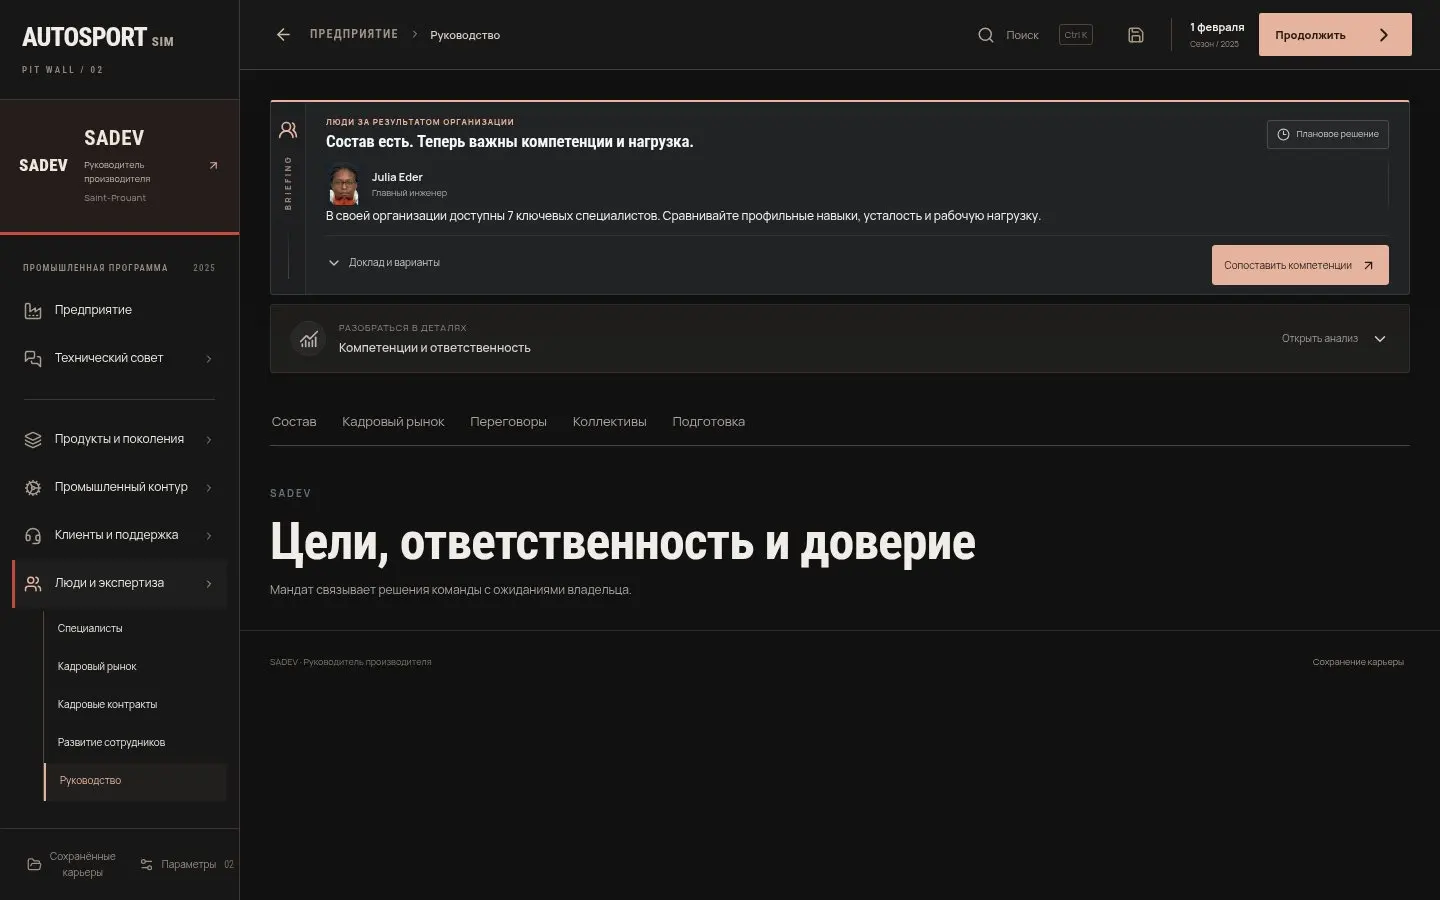 AUTOSPORT SIM
PIT WALL / 02
SADEV
SADEV
Руководитель
производителя
Saint-Prouant
ПРОМЫШЛЕННАЯ ПРОГРАММА 2025
Предприятие
Технический совет
Продукты и поколения
Промышленный контур
Клиенты и поддержка
Люди и экспертиза
Специалисты
Кадровый рынок
Кадровые контракты
Развитие сотрудников
Руководство
Сохранённые
карьеры
Параметры 02
ПРЕДПРИЯТИЕ
Руководство
Поиск
Ctrl K
1 февраля
Сезон / 2025
Продолжить
BRIEFING
ЛЮДИ ЗА РЕЗУЛЬТАТОМ ОРГАНИЗАЦИИ
Состав есть. Теперь важны компетенции и нагрузка.
Плановое решение
Julia Eder
Главный инженер
В своей организации доступны 7 ключевых специалистов. Сравнивайте профильные навыки, усталость и рабочую нагрузку.
Доклад и варианты
Сопоставить компетенции
РАЗОБРАТЬСЯ В ДЕТАЛЯХ
Компетенции и ответственность
Открыть анализ
Состав Кадровый рынок Переговоры Коллективы Подготовка
SADEV
Цели, ответственность и доверие
Мандат связывает решения команды с ожиданиями владельца.
SADEV · Руководитель производителя
Сохранение карьеры